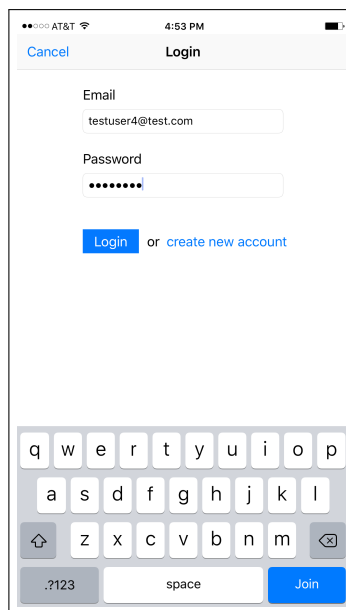 AT&T 4:53 PM
Cancel Login
Email
testuser4@test.com
Password
••••••••
Login or create new account
q w e r t y u i o p
a s d f g h j k l
z x c v b n m
.?123 space Join